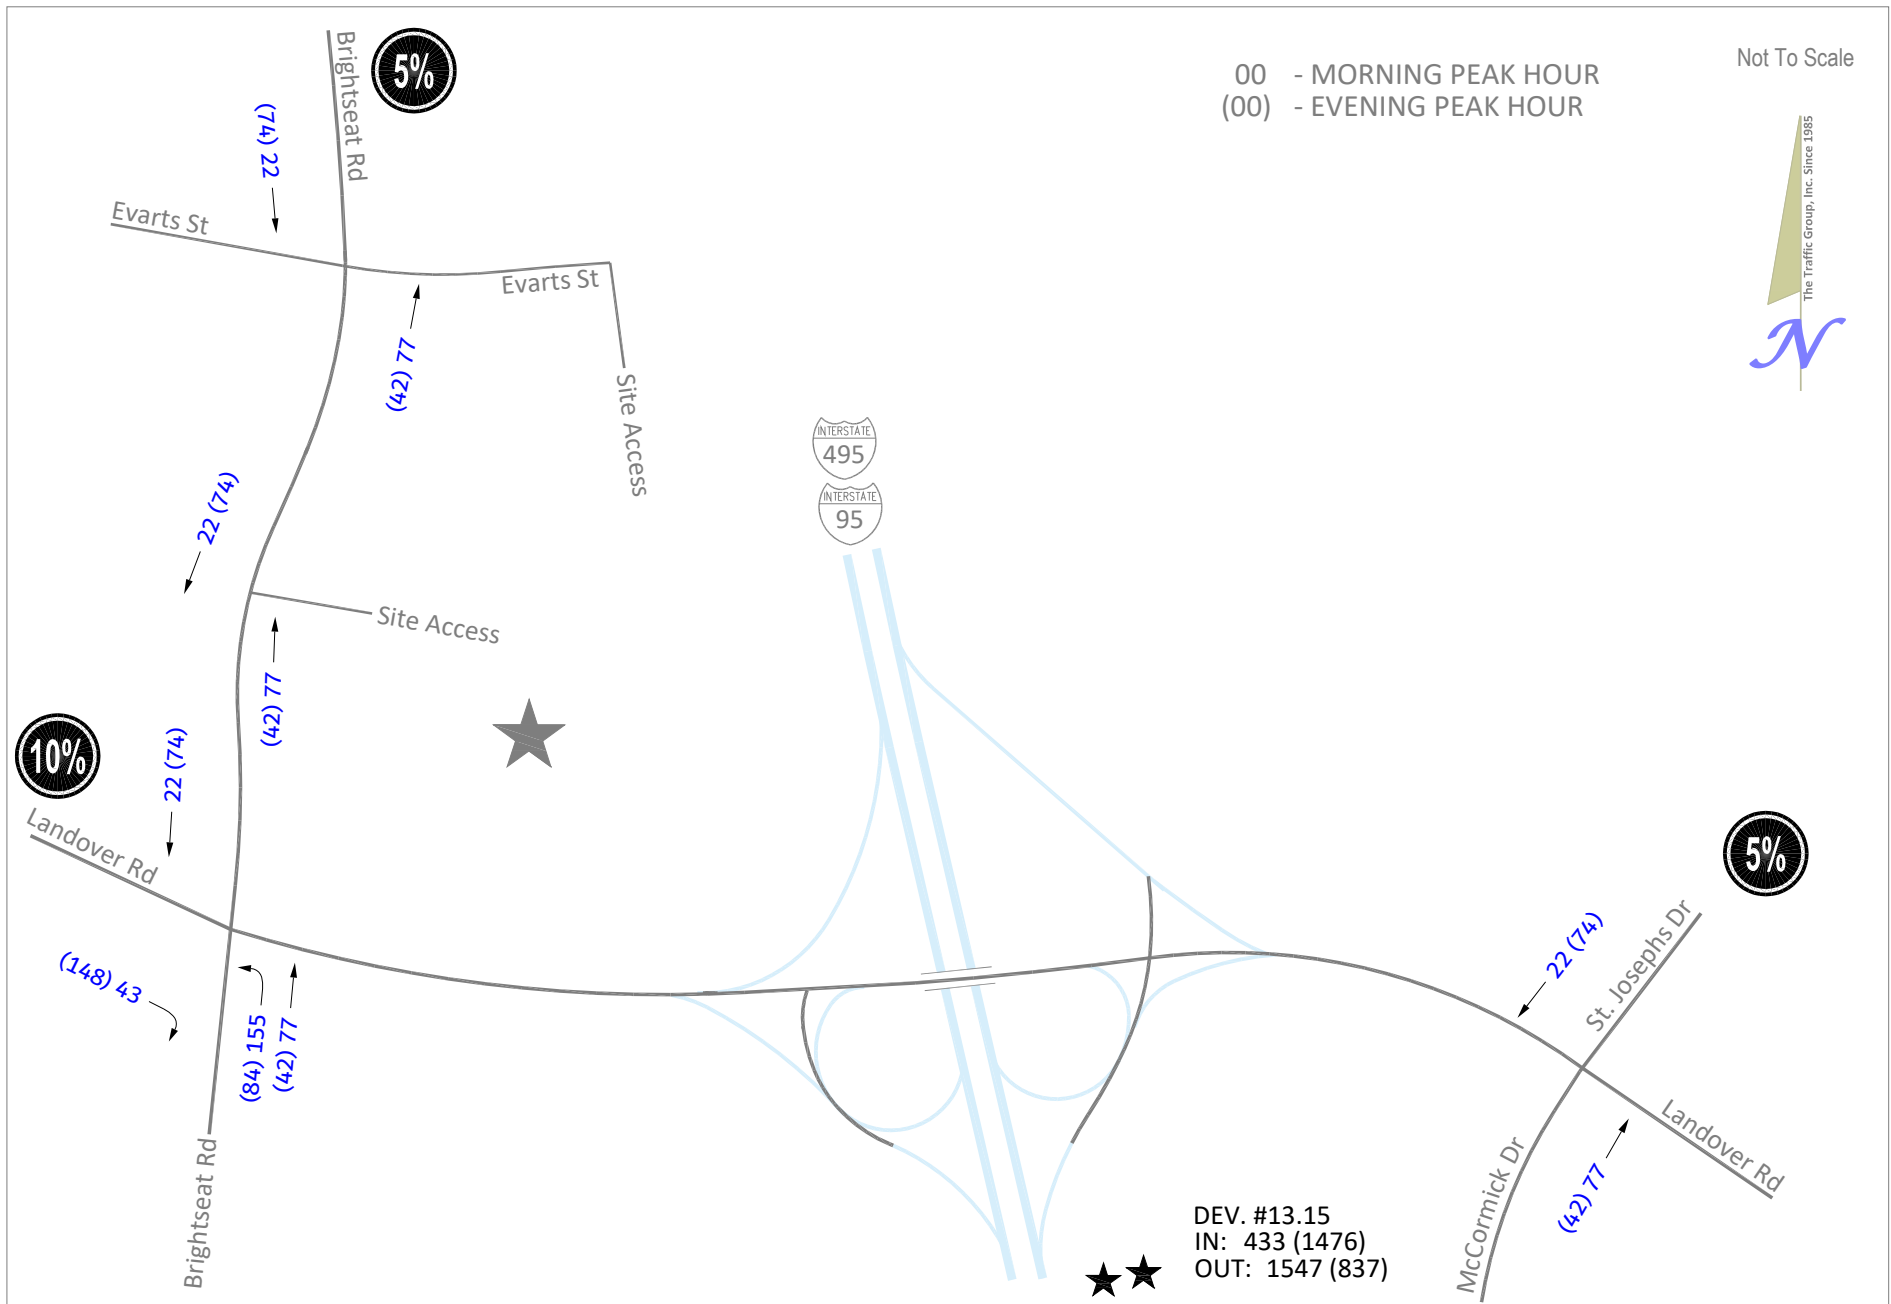 Brightseat Rd
5%
00 - MORNING PEAK HOUR
(00) - EVENING PEAK HOUR
Not To Scale
The Traffic Group, Inc. Since 1985
N
(74) 22
Evarts St
Evarts St
(42) 77
Site Access
INTERSTATE
495
INTERSTATE
95
22 (74)
Site Access
(42) 77
10%
22 (74)
Landover Rd
5%
22 (74)
St. Josephs Dr
(148) 43
(84) 155
(42) 77
Brightseat Rd
Landover Rd
(42) 77
McCormick Dr
DEV. #13.15
IN: 433 (1476)
OUT: 1547 (837)